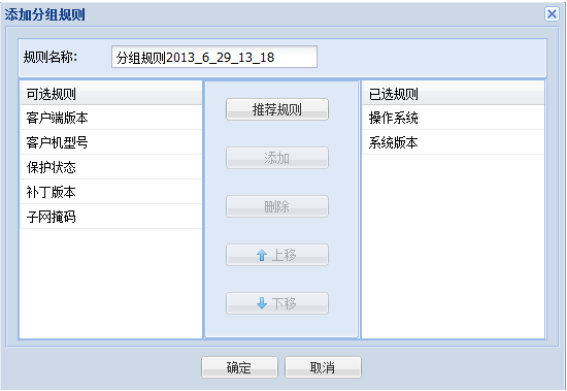 添加分组规则
规则名称: 分组规则2013_6_29_13_18
可选规则
客户端版本
客户机型号
保护状态
补丁版本
子网掩码
推荐规则
添加
删除
上移
下移
已选规则
操作系统
系统版本
确定 取消